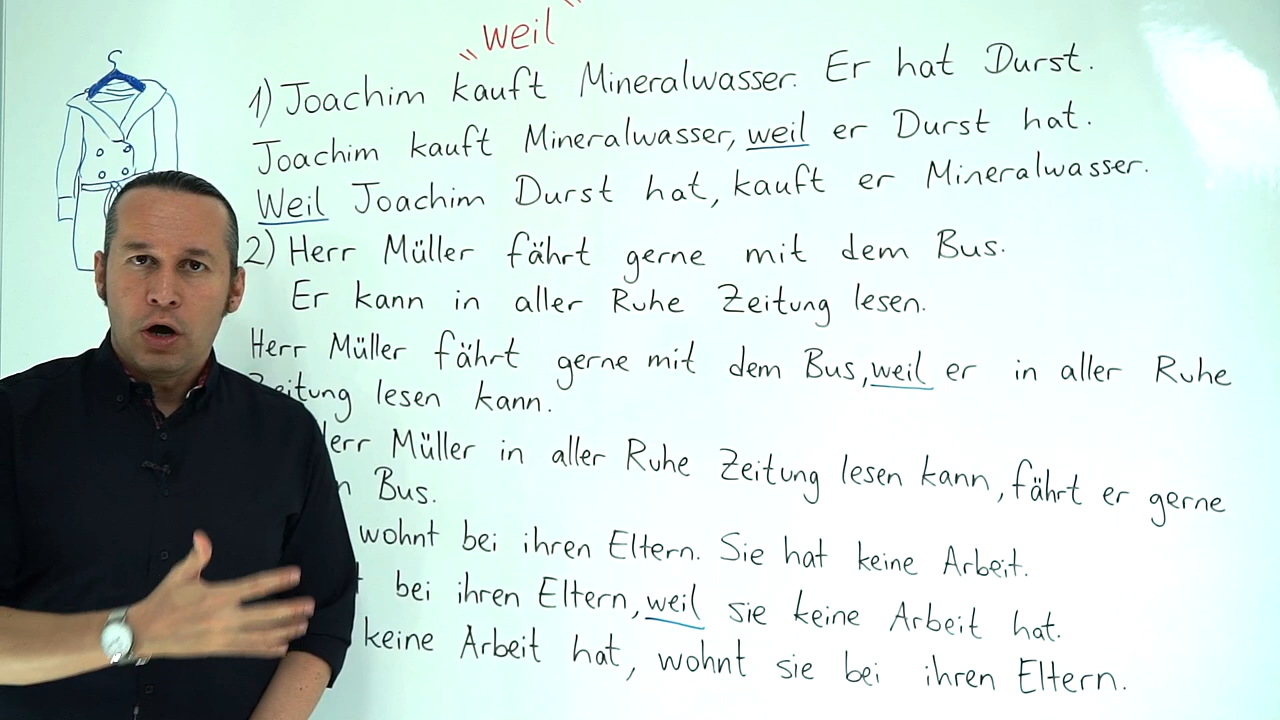 "weil"
1) Joachim kauft Mineralwasser. Er hat Durst.
Joachim kauft Mineralwasser, weil er Durst hat.
Weil Joachim Durst hat, kauft er Mineralwasser.
2) Herr Müller fährt gerne mit dem Bus.
Er kann in aller Ruhe Zeitung lesen.
Herr Müller fährt gerne mit dem Bus, weil er in aller Ruhe
Zeitung lesen kann.
Herr Müller in aller Ruhe Zeitung lesen kann, fährt er gerne
Bus.
wohnt bei ihren Eltern. Sie hat keine Arbeit.
bei ihren Eltern, weil sie keine Arbeit hat.
keine Arbeit hat, wohnt sie bei ihren Eltern.